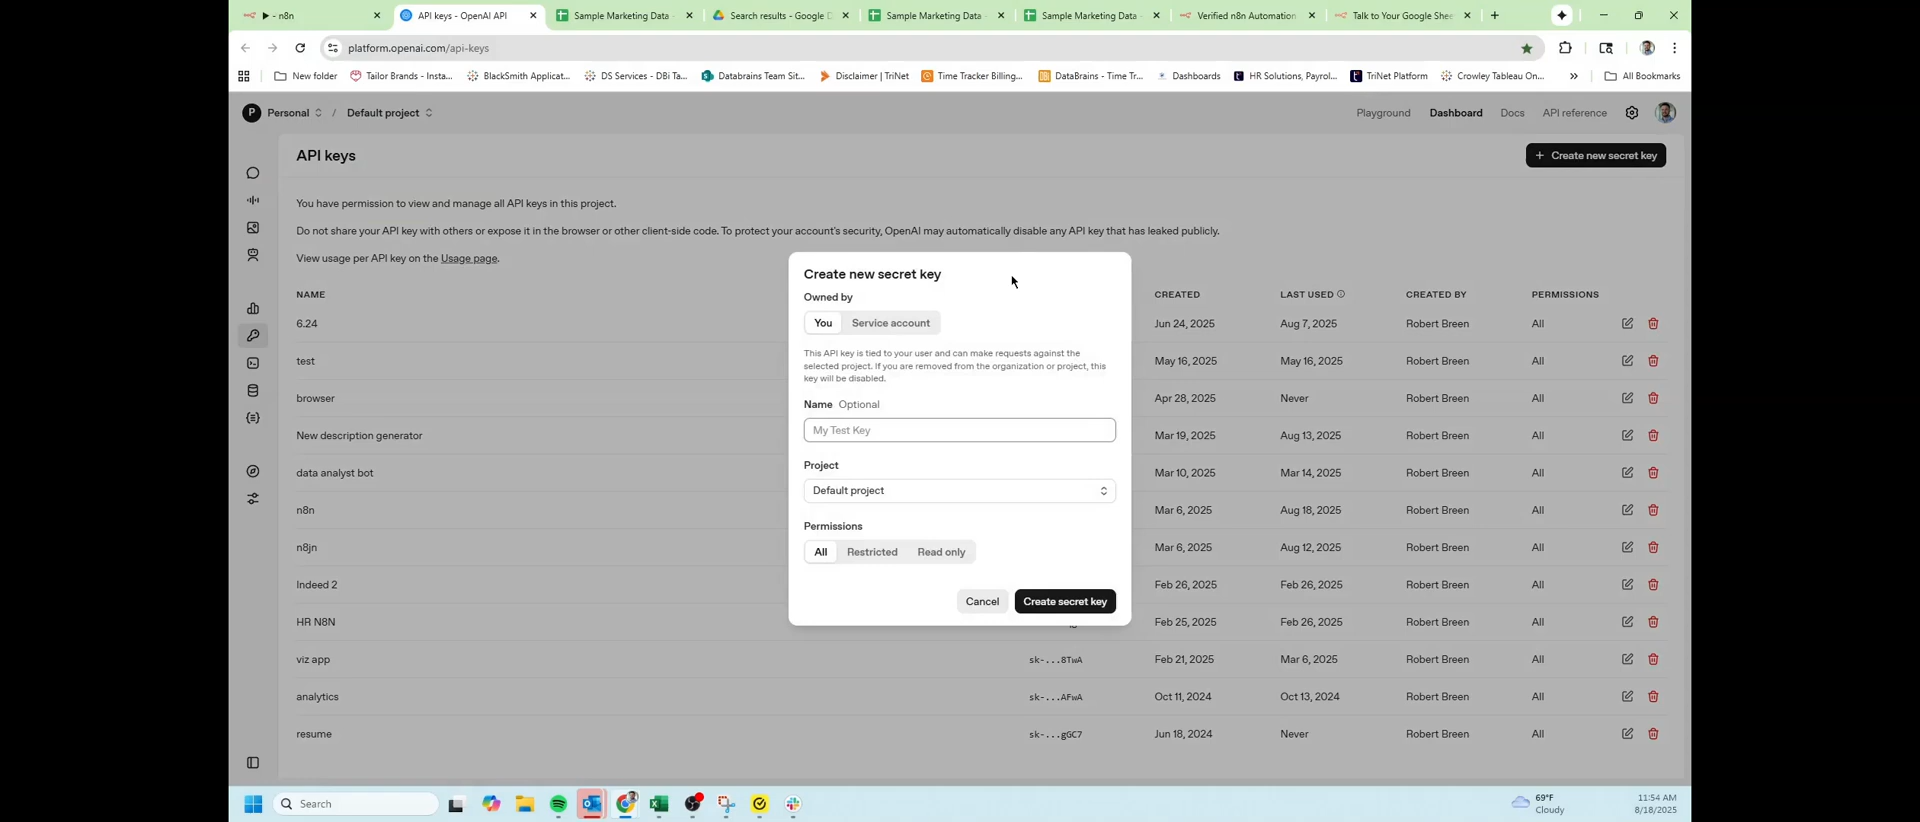 ▶ - n8n
API keys - OpenAI API
Sample Marketing Data -
Search results - Google D
Sample Marketing Data -
Sample Marketing Data -
Verified n8n Automation
Talk to Your Google Shee
platform.openai.com/api-keys
New folder
Tailor Brands - Insta...
BlackSmith Applicat...
DS Services - DBi Ta...
Databrains Team Sit...
Disclaimer | TriNet
Time Tracker Billing...
DataBrains - Time Tr...
Dashboards
HR Solutions, Payrol...
TriNet Platform
Crowley Tableau On...
»
All Bookmarks
P Personal / Default project
Playground
Dashboard
Docs
API reference
API keys
+ Create new secret key
You have permission to view and manage all API keys in this project.
Do not share your API key with others or expose it in the browser or other client-side code. To protect your account's security, OpenAI may automatically disable any API key that has leaked publicly.
View usage per API key on the Usage page.
Create new secret key
Owned by
You Service account
This API key is tied to your user and can make requests against the
selected project. If you are removed from the organization or project, this
key will be disabled.
Name Optional
My Test Key
Project
Default project
Permissions
All Restricted Read only
Cancel Create secret key
NAME CREATED LAST USED CREATED BY PERMISSIONS
6.24 Jun 24, 2025 Aug 7, 2025 Robert Breen All
test May 16, 2025 May 16, 2025 Robert Breen All
browser Apr 28, 2025 Never Robert Breen All
New description generator Mar 19, 2025 Aug 13, 2025 Robert Breen All
data analyst bot Mar 10, 2025 Mar 14, 2025 Robert Breen All
n8n Mar 6, 2025 Aug 18, 2025 Robert Breen All
n8jn Mar 6, 2025 Aug 12, 2025 Robert Breen All
Indeed 2 Feb 26, 2025 Feb 26, 2025 Robert Breen All
HR N8N Feb 25, 2025 Feb 26, 2025 Robert Breen All
viz app sk-...8TwA Feb 21, 2025 Mar 6, 2025 Robert Breen All
analytics sk-...AFwA Oct 11, 2024 Oct 13, 2024 Robert Breen All
resume sk-...gGC7 Jun 18, 2024 Never Robert Breen All
Search
69°F
Cloudy
11:54 AM
8/18/2025